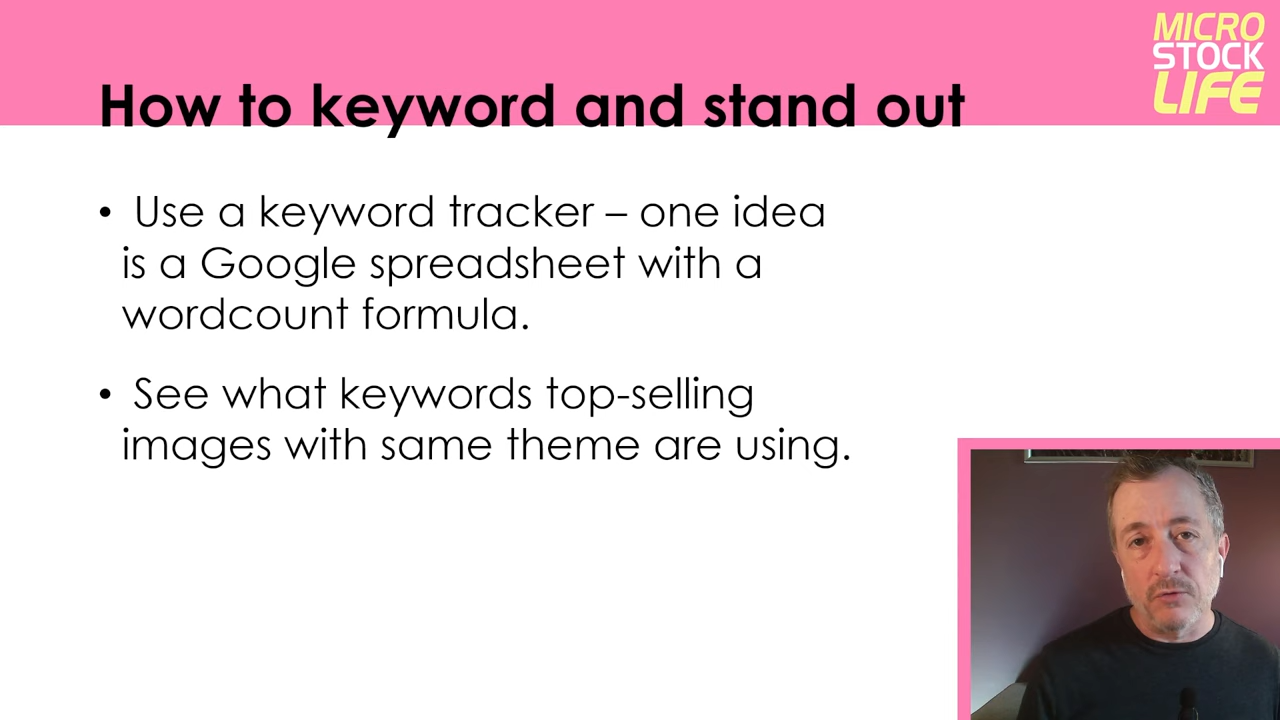 MICRO
STOCK
LIFE
How to keyword and stand out
• Use a keyword tracker – one idea
is a Google spreadsheet with a
wordcount formula.
• See what keywords top-selling
images with same theme are using.